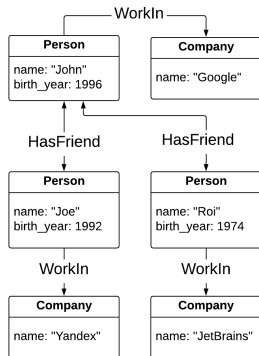 WorkIn
Person
name: "John"
birth_year: 1996
Company
name: "Google"
HasFriend
HasFriend
Person
name: "Joe"
birth_year: 1992
Person
name: "Roi"
birth_year: 1974
WorkIn
WorkIn
Company
name: "Yandex"
Company
name: "JetBrains"